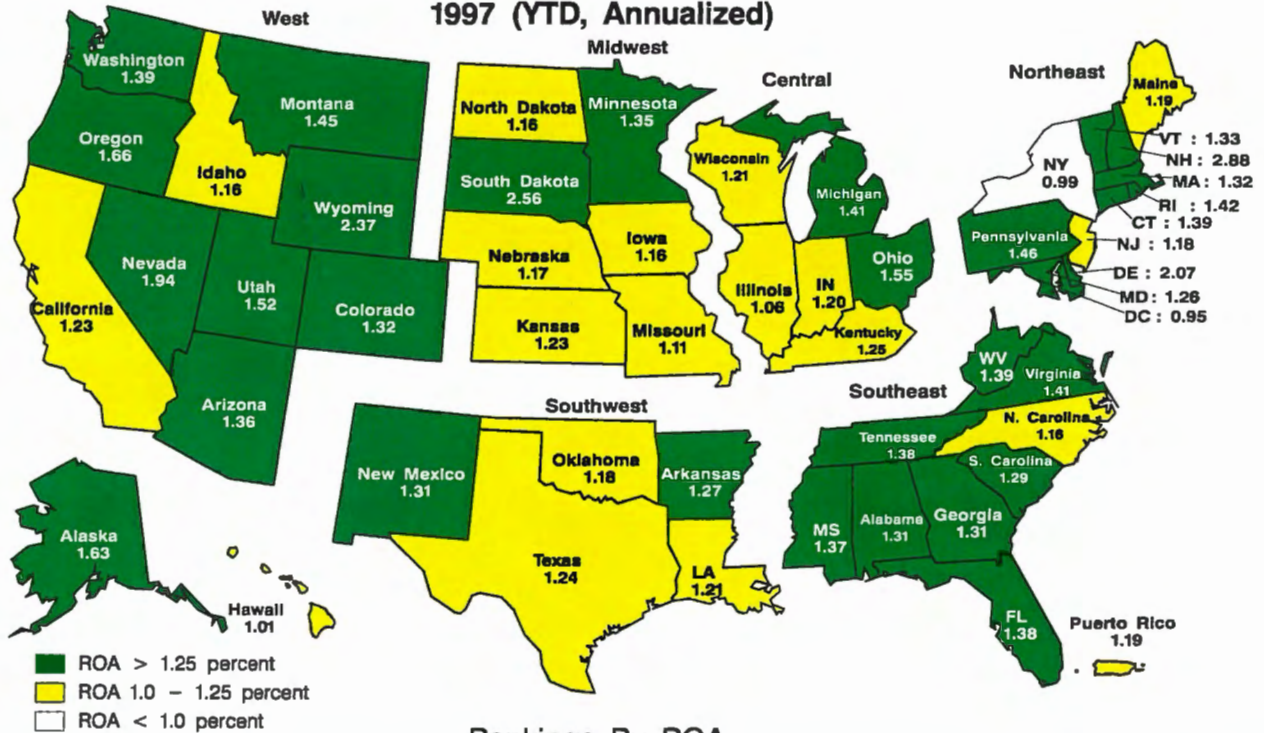 1997 (YTD, Annualized)
West
Midwest
Central
Northeast
Washington
1.39
Montana
1.45
Oregon
1.66
Idaho
1.16
Wyoming
2.37
Nevada
1.94
Utah
1.52
Colorado
1.32
California
1.23
Arizona
1.36
Alaska
1.63
Hawaii
1.01
North Dakota
1.16
Minnesota
1.35
South Dakota
2.56
Nebraska
1.17
Iowa
1.16
Kansas
1.23
Missouri
1.11
Wisconsin
1.21
Michigan
1.41
Illinois
1.06
IN
1.20
Ohio
1.55
Kentucky
1.25
Maine
1.19
NY
0.99
VT : 1.33
NH : 2.88
MA : 1.32
RI : 1.42
CT : 1.39
NJ : 1.18
Pennsylvania
1.46
DE : 2.07
MD : 1.26
DC : 0.95
Southwest
New Mexico
1.31
Oklahoma
1.18
Arkansas
1.27
Texas
1.24
LA
1.21
Southeast
WV
1.39
Virginia
1.41
N. Carolina
1.16
Tennessee
1.38
S. Carolina
1.29
MS
1.37
Alabama
1.31
Georgia
1.31
FL
1.38
Puerto Rico
1.19
ROA > 1.25 percent
ROA 1.0 - 1.25 percent
ROA < 1.0 percent